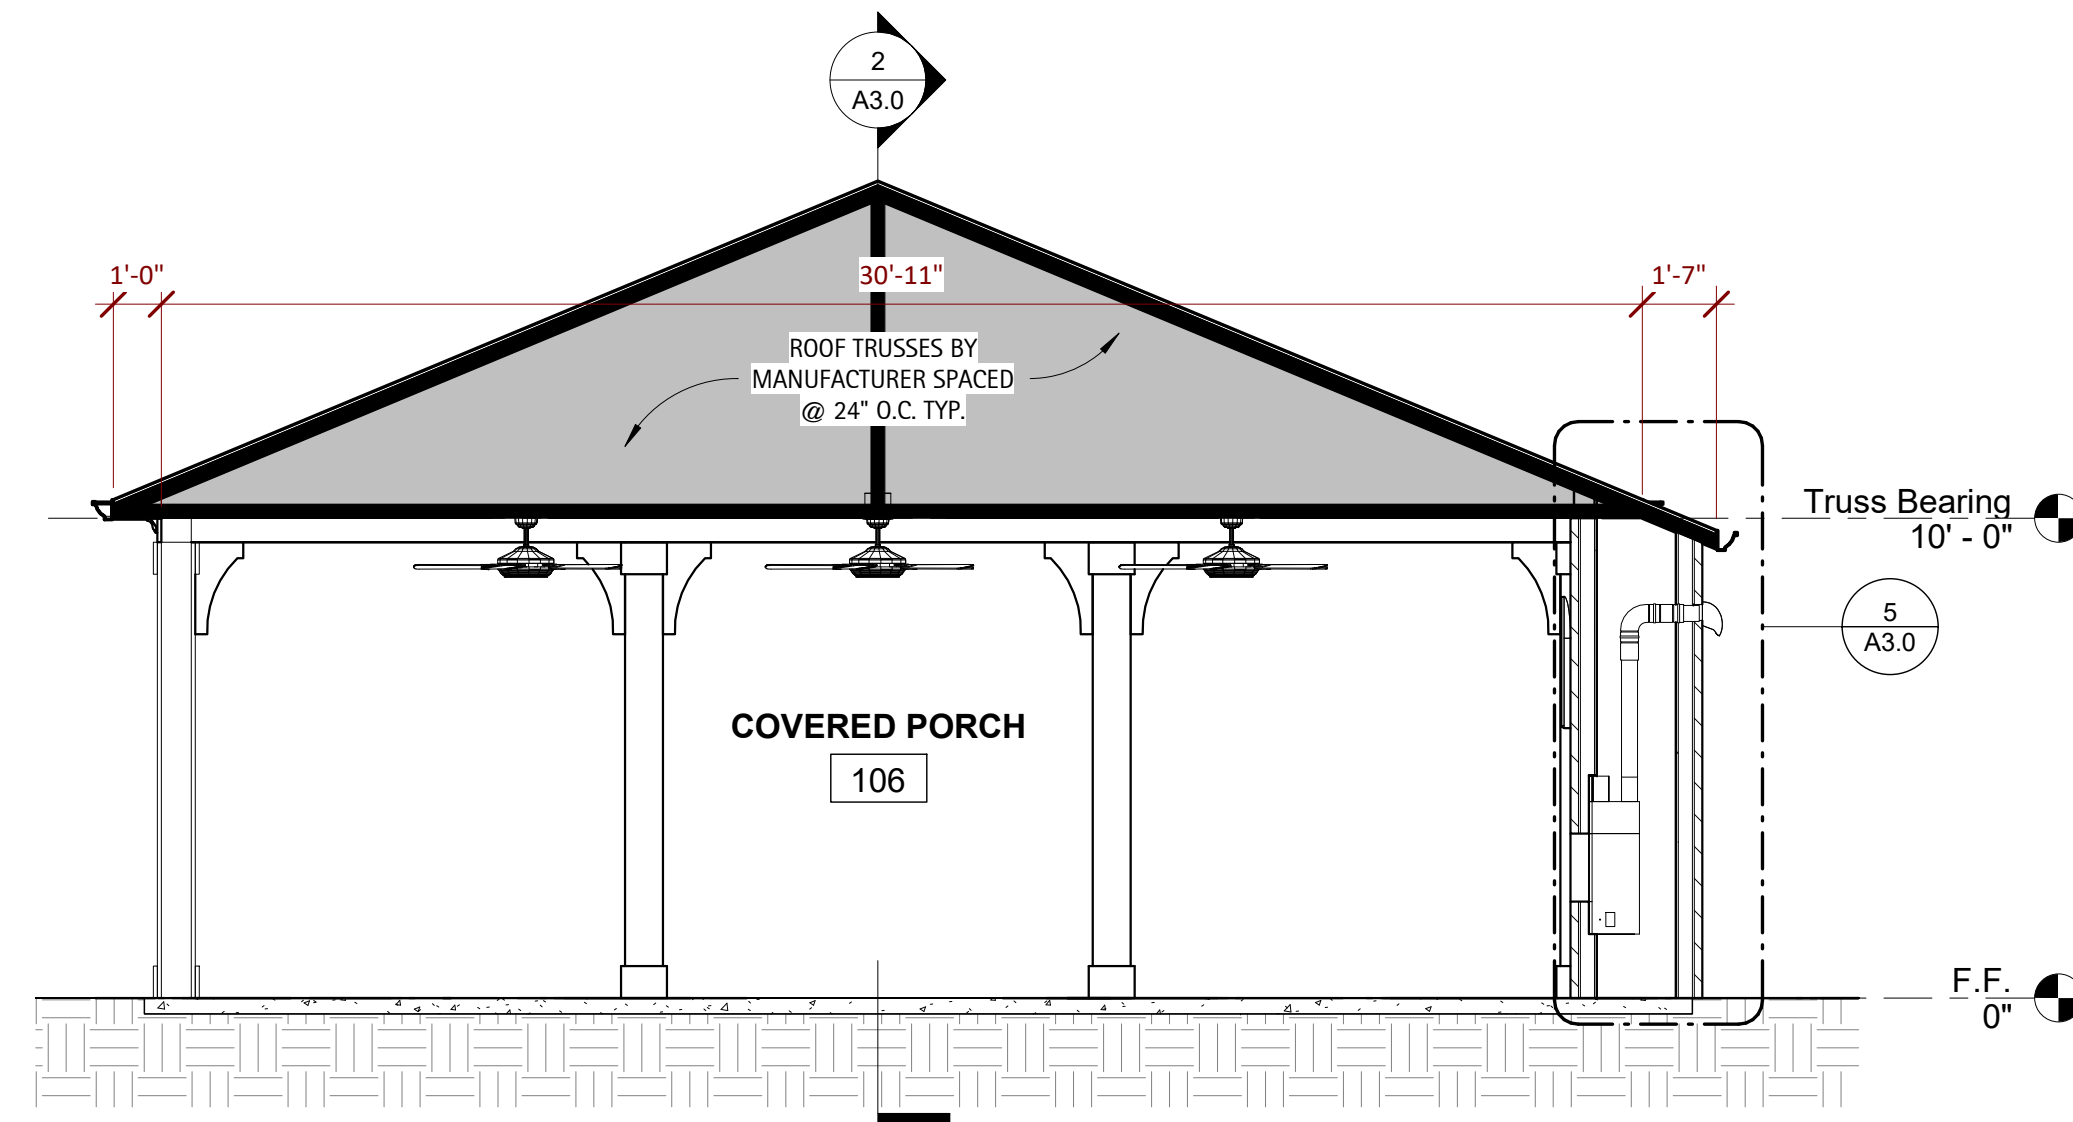 2
A3.0
1'-0"
30'-11"
1'-7"
ROOF TRUSSES BY
MANUFACTURER SPACED
@ 24" O.C. TYP.
Truss Bearing
10' - 0"
5
A3.0
COVERED PORCH
106
F.F.
0"